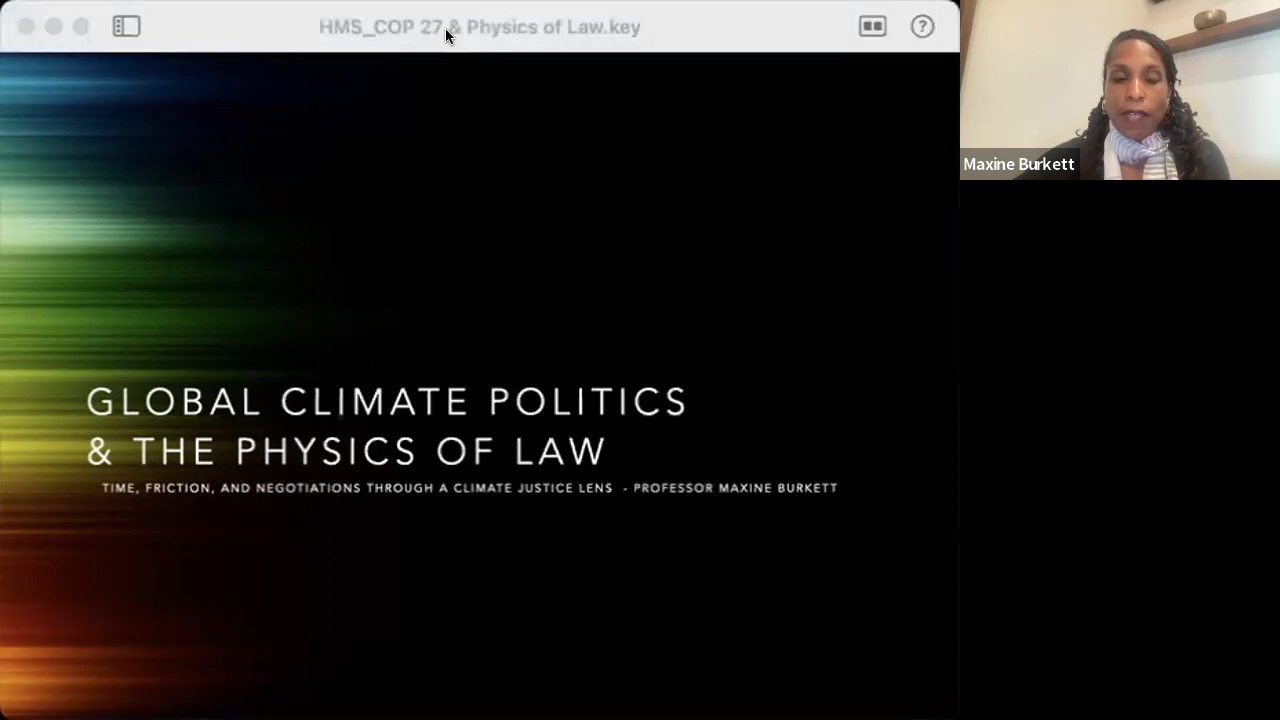 HMS_COP 27 & Physics of Law.key
?
Maxine Burkett
GLOBAL CLIMATE POLITICS
& THE PHYSICS OF LAW
TIME, FRICTION, AND NEGOTIATIONS THROUGH A CLIMATE JUSTICE LENS - PROFESSOR MAXINE BURKETT